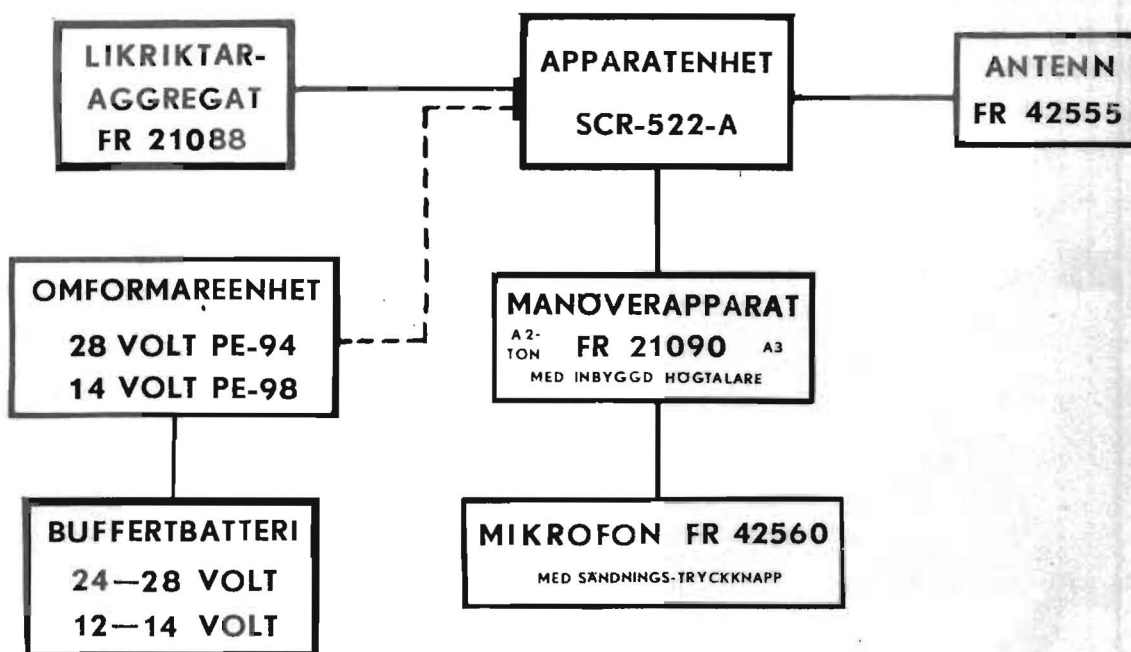 LIKRIKTAR-
AGGREGAT
FR 21088
APPARATENHET
SCR-522-A
ANTENN
FR 42555
OMFORMAREENHET
28 VOLT PE-94
14 VOLT PE-98
MANÖVERAPPARAT
A2-
TON
FR 21090
A3
MED INBYGGD HÖGTALARE
BUFFERTBATTERI
24—28 VOLT
12—14 VOLT
MIKROFON FR 42560
MED SÄNDNINGS-TRYCKKNAPP